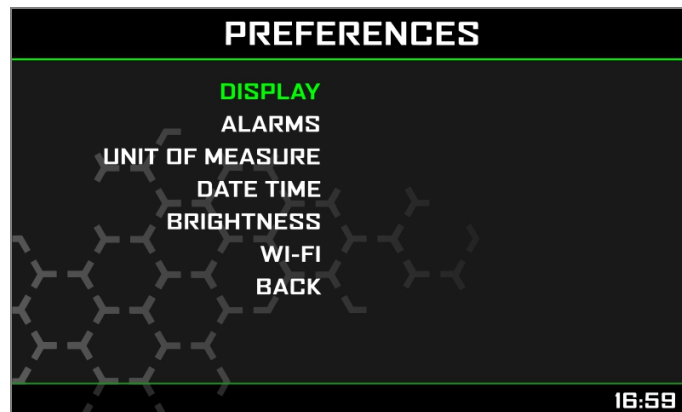 PREFERENCES
DISPLAY
ALARMS
UNIT OF MEASURE
DATE TIME
BRIGHTNESS
WI-FI
BACK
16:59